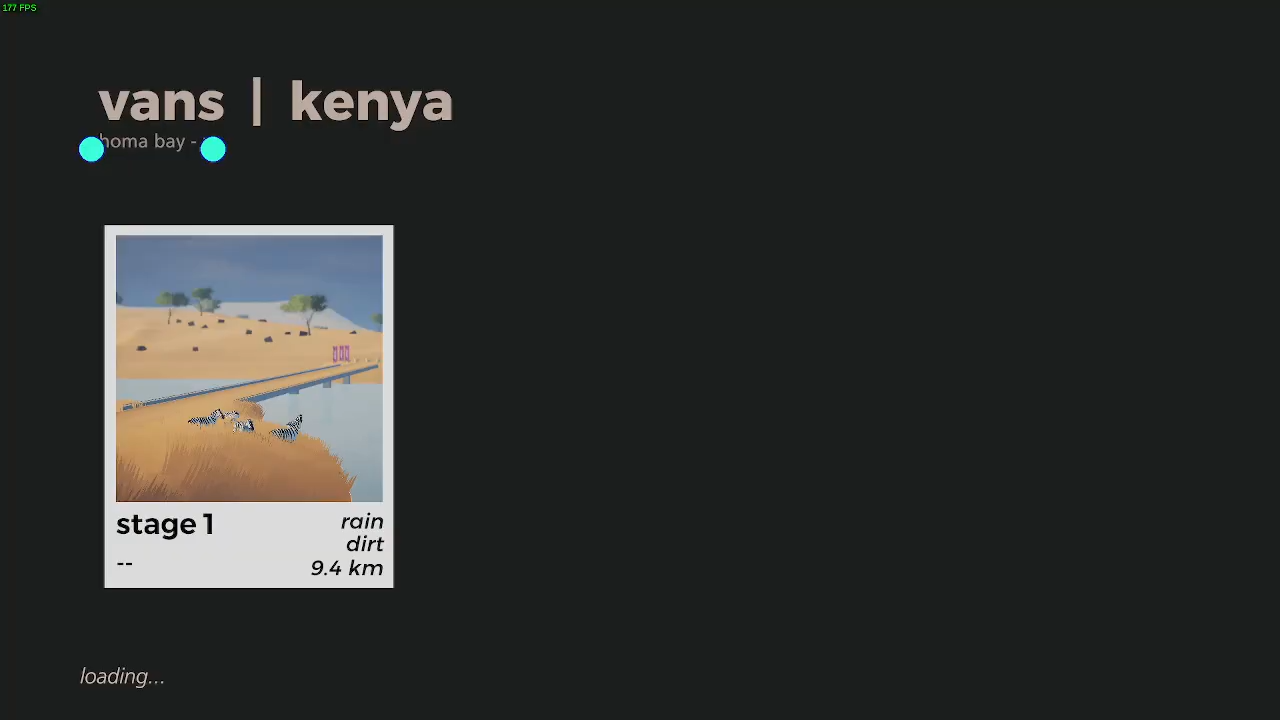 177 FPS
vans | kenya
homa bay -
stage 1
--
rain
dirt
9.4 km
loading...